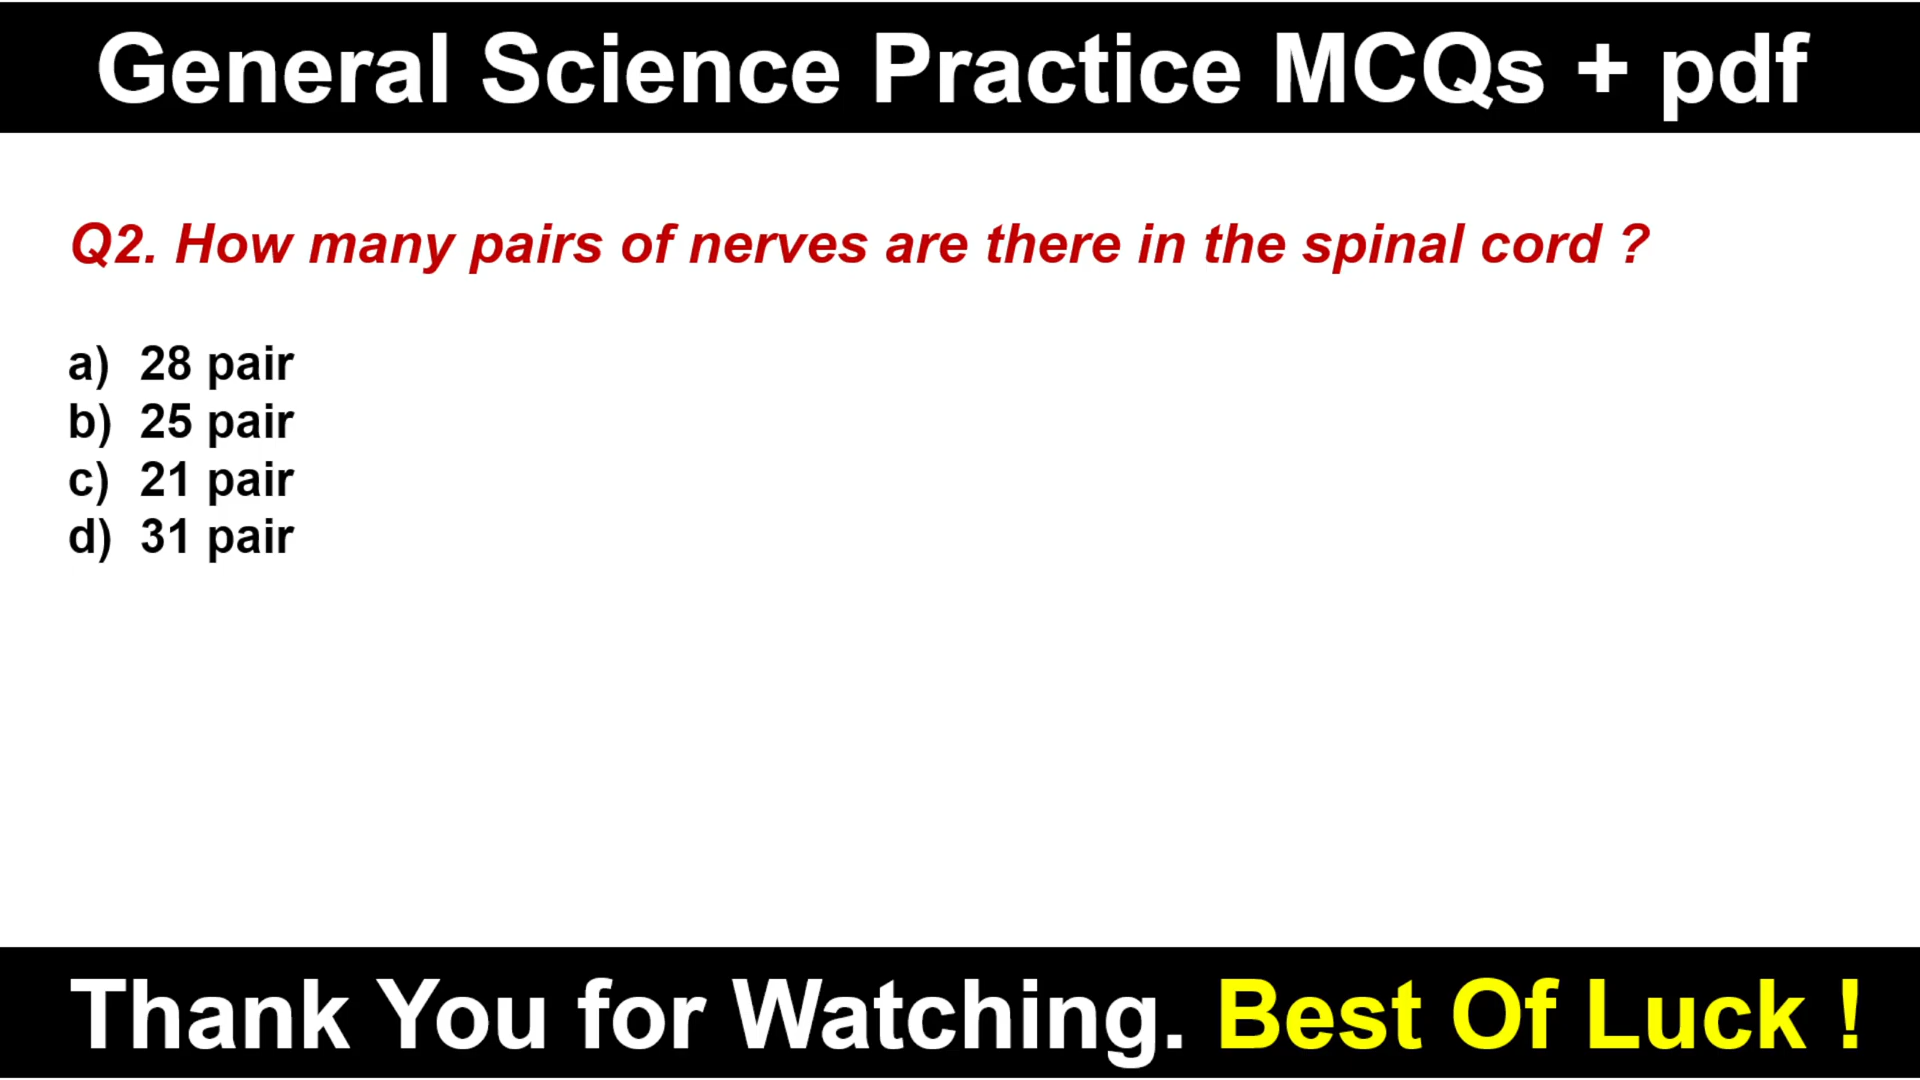 General Science Practice MCQs + pdf
Q2. How many pairs of nerves are there in the spinal cord ?
a) 28 pair
b) 25 pair
c) 21 pair
d) 31 pair
Thank You for Watching. Best Of Luck !